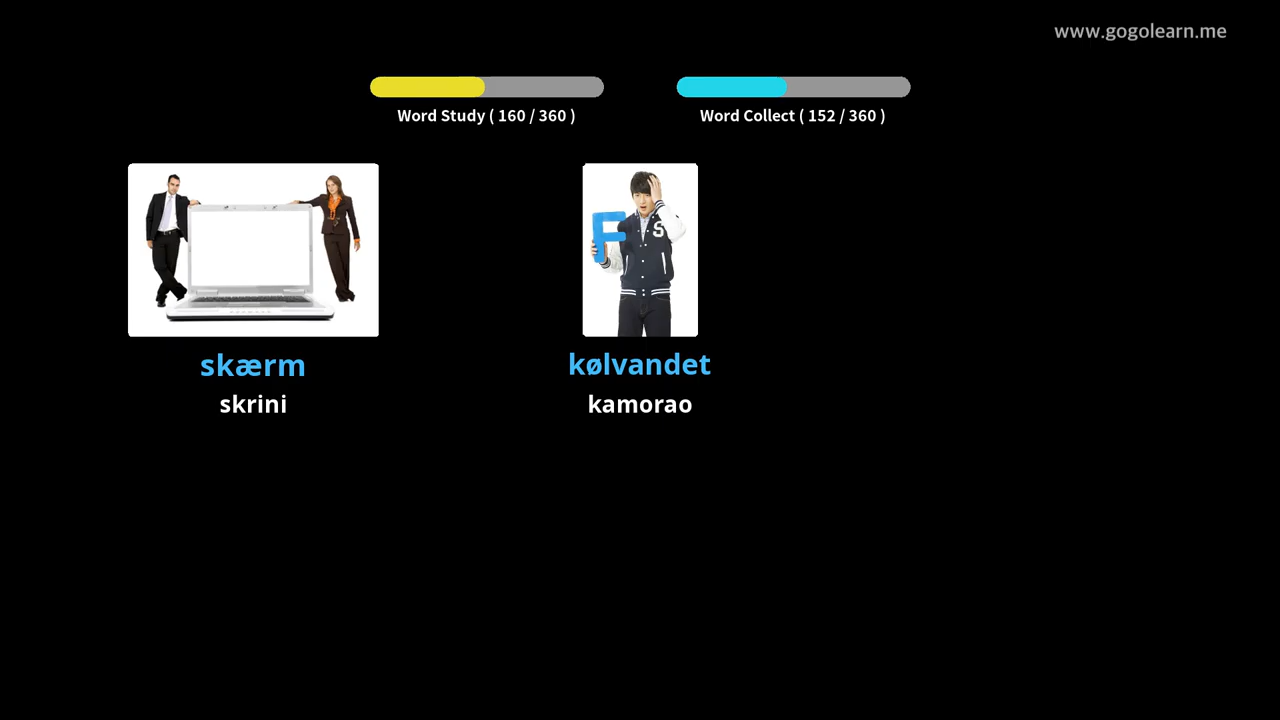 www.gogolearn.me
Word Study ( 160 / 360 )
Word Collect ( 152 / 360 )
F
S
skærm
kølvandet
skrini
kamorao